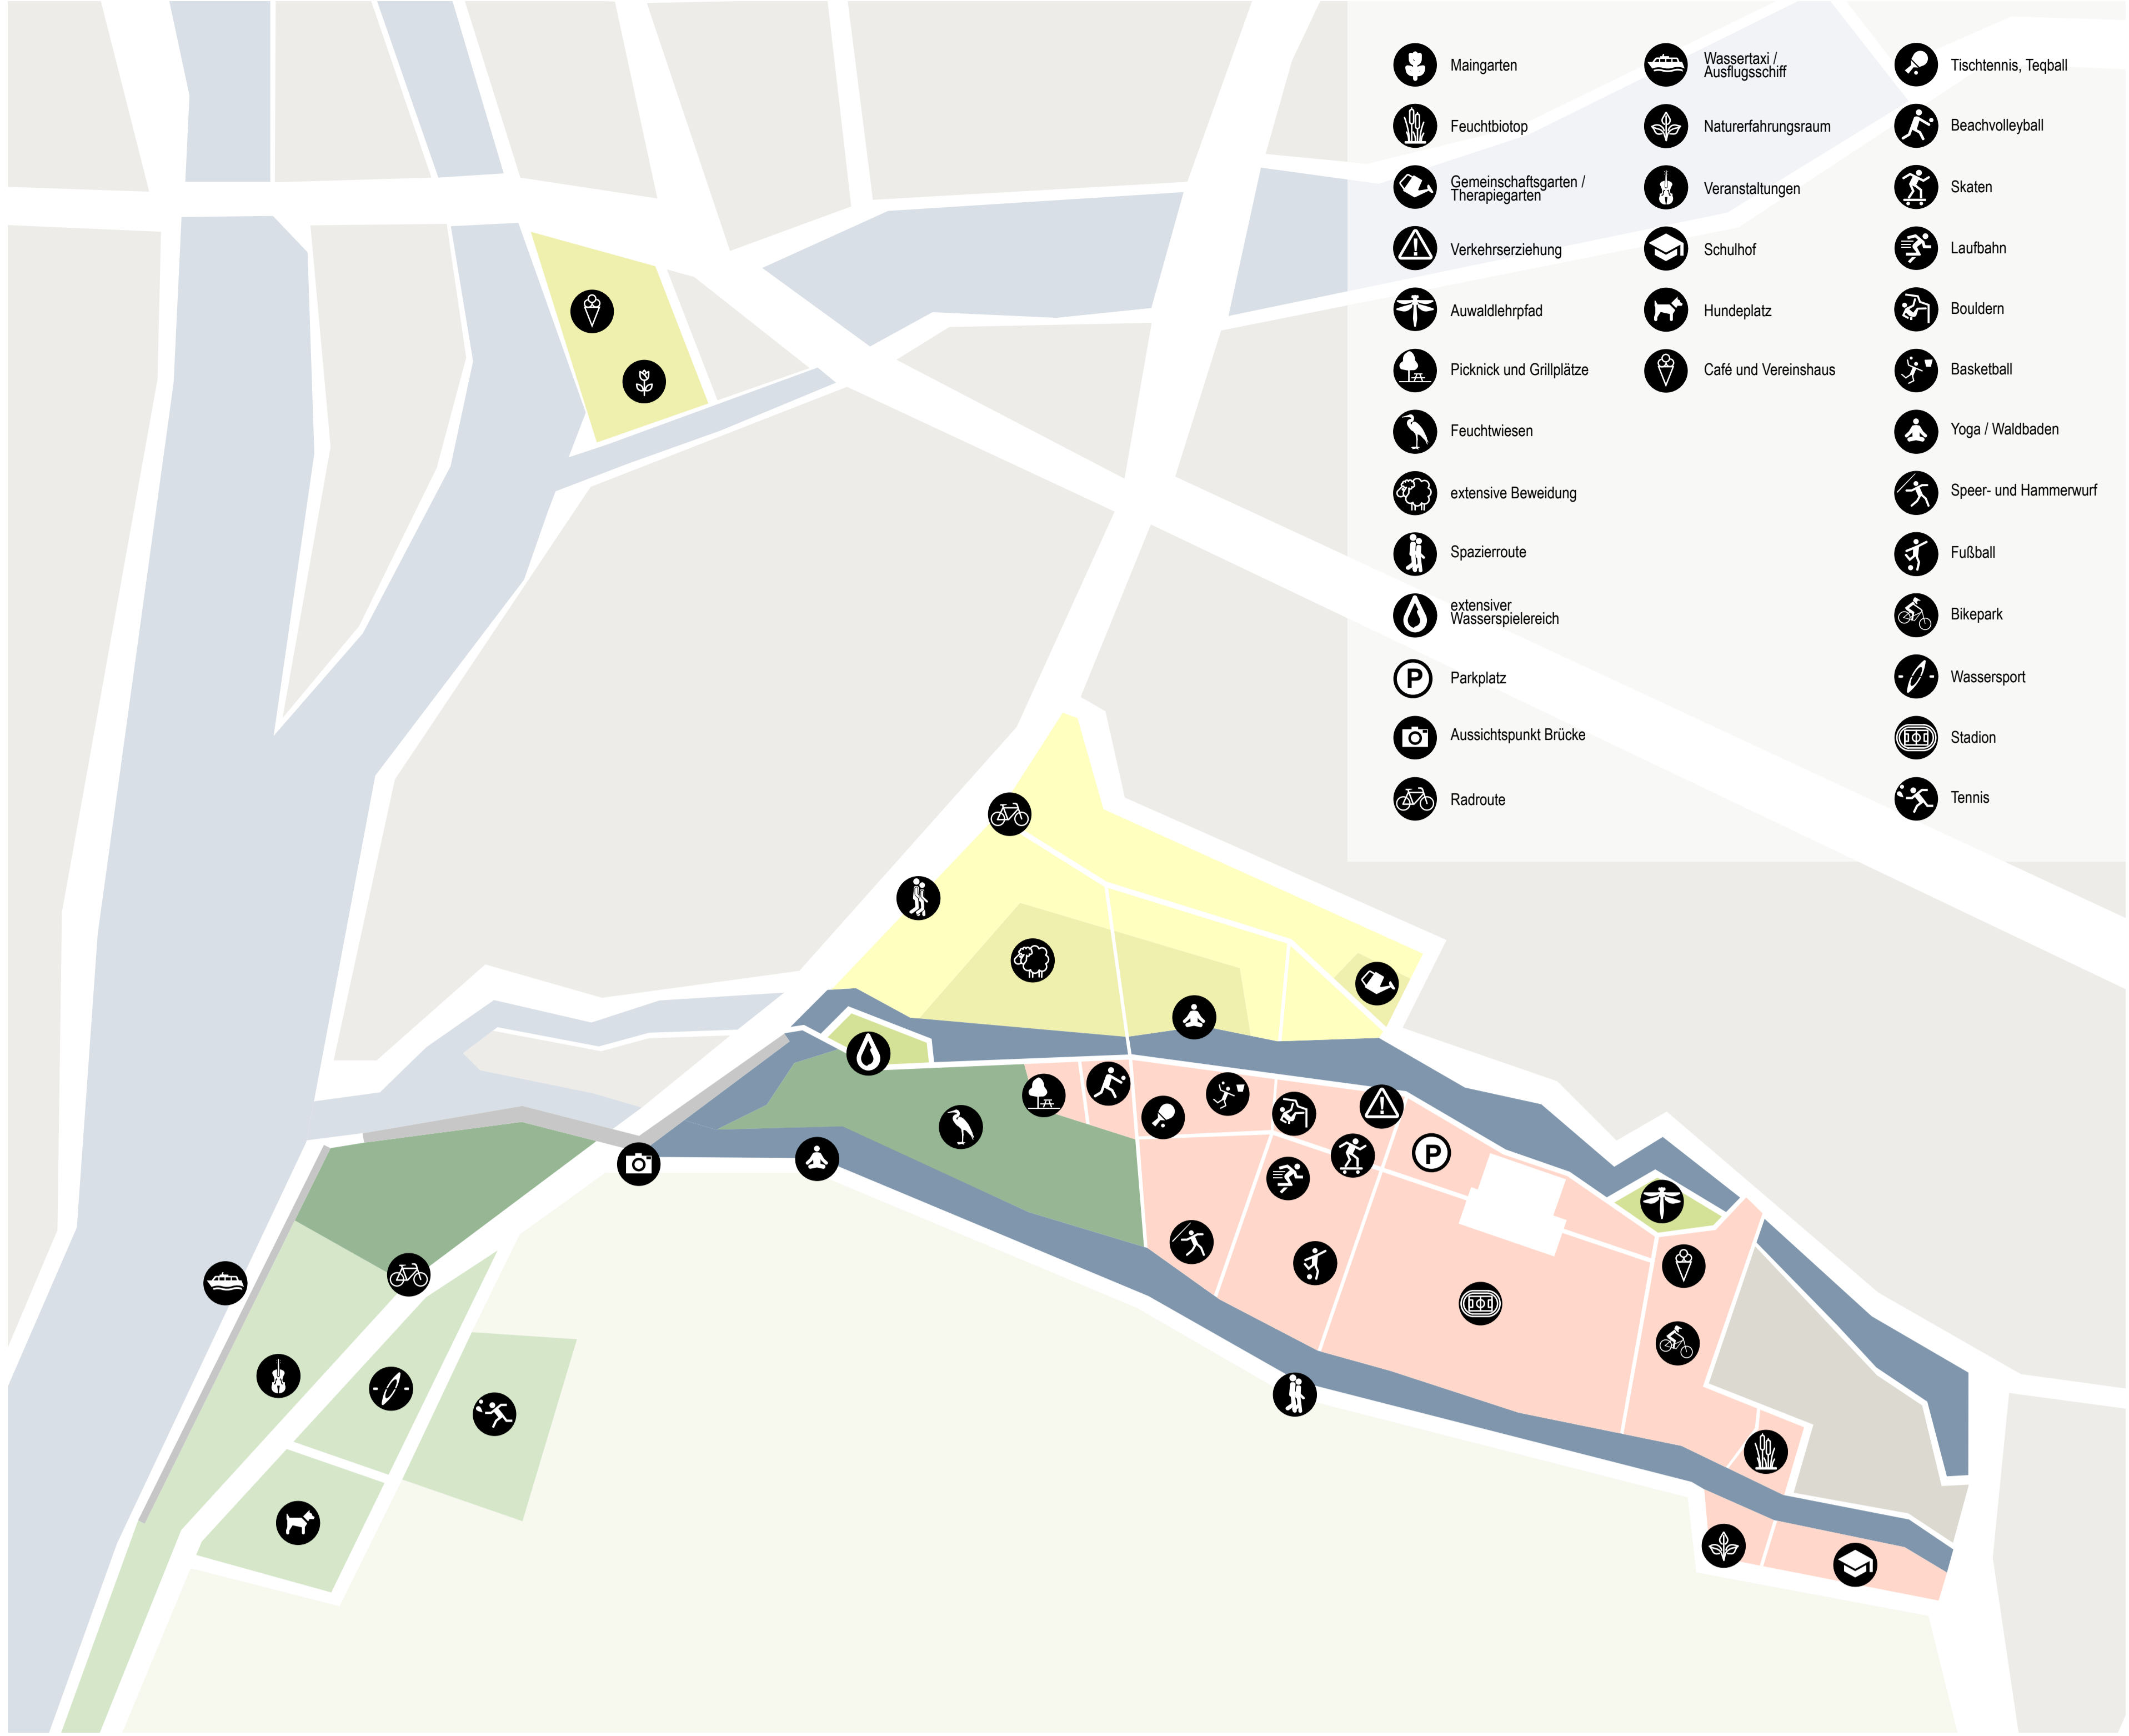 Maingarten
Feuchtbiotop
Gemeinschaftsgarten /
Therapiegarten
Verkehrserziehung
Auwaldlehrpfad
Picknick und Grillplätze
Feuchtwiesen
extensive Beweidung
Spazierroute
extensiver
Wasserspielereich
P
Parkplatz
Aussichtspunkt Brücke
Radroute
Wassertaxi /
Ausflugsschiff
Naturerfahrungsraum
Veranstaltungen
Schulhof
Hundeplatz
Café und Vereinshaus
Tischtennis, Teqball
Beachvolleyball
Skaten
Laufbahn
Bouldern
Basketball
Yoga / Waldbaden
Speer- und Hammerwurf
Fußball
Bikepark
Wassersport
Stadion
Tennis
P